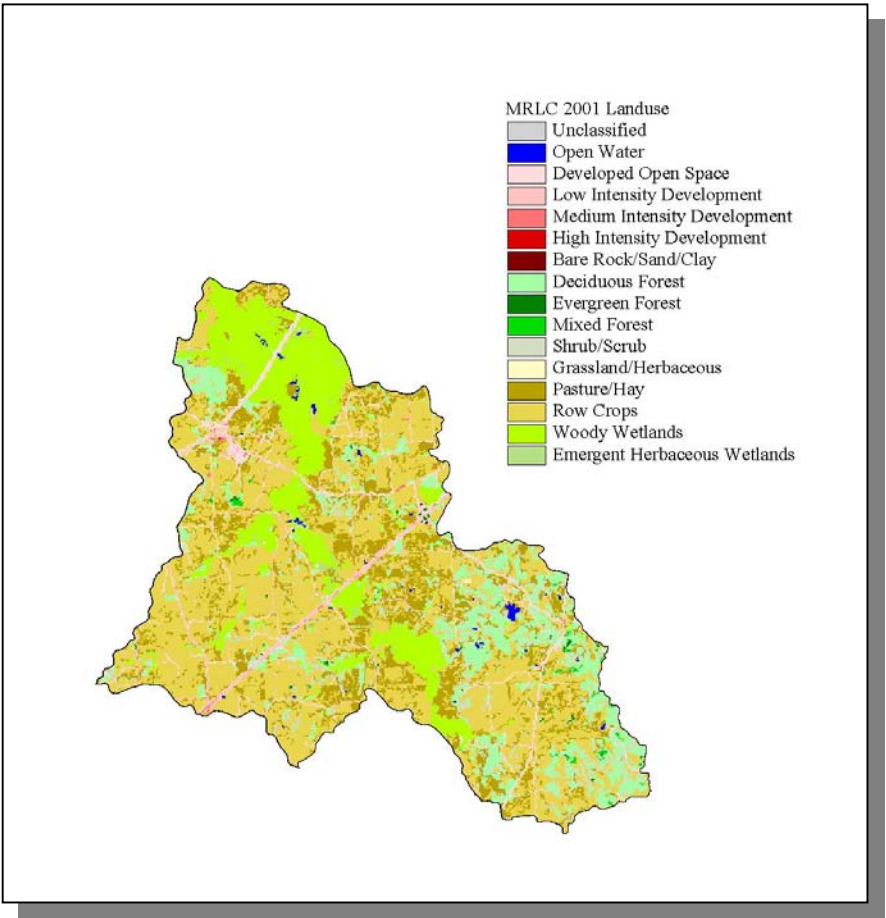 MRLC 2001 Landuse
Unclassified
Open Water
Developed Open Space
Low Intensity Development
Medium Intensity Development
High Intensity Development
Bare Rock/Sand/Clay
Deciduous Forest
Evergreen Forest
Mixed Forest
Shrub/Scrub
Grassland/Herbaceous
Pasture/Hay
Row Crops
Woody Wetlands
Emergent Herbaceous Wetlands